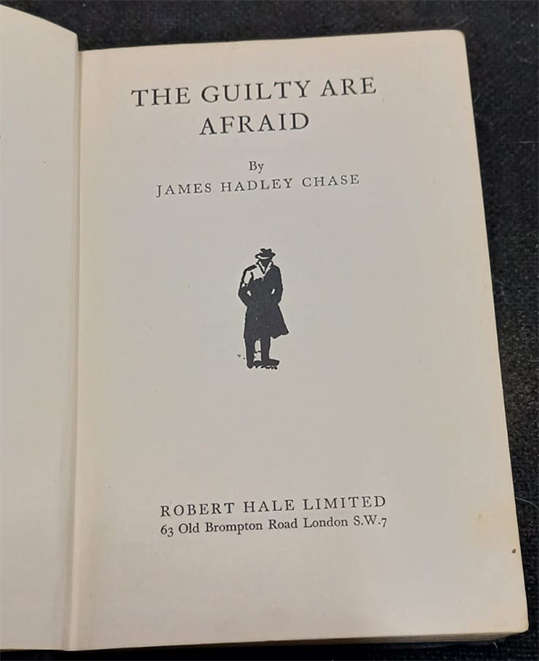 THE GUILTY ARE
AFRAID
By
JAMES HADLEY CHASE
ROBERT HALE LIMITED
63 Old Brompton Road London S.W.7